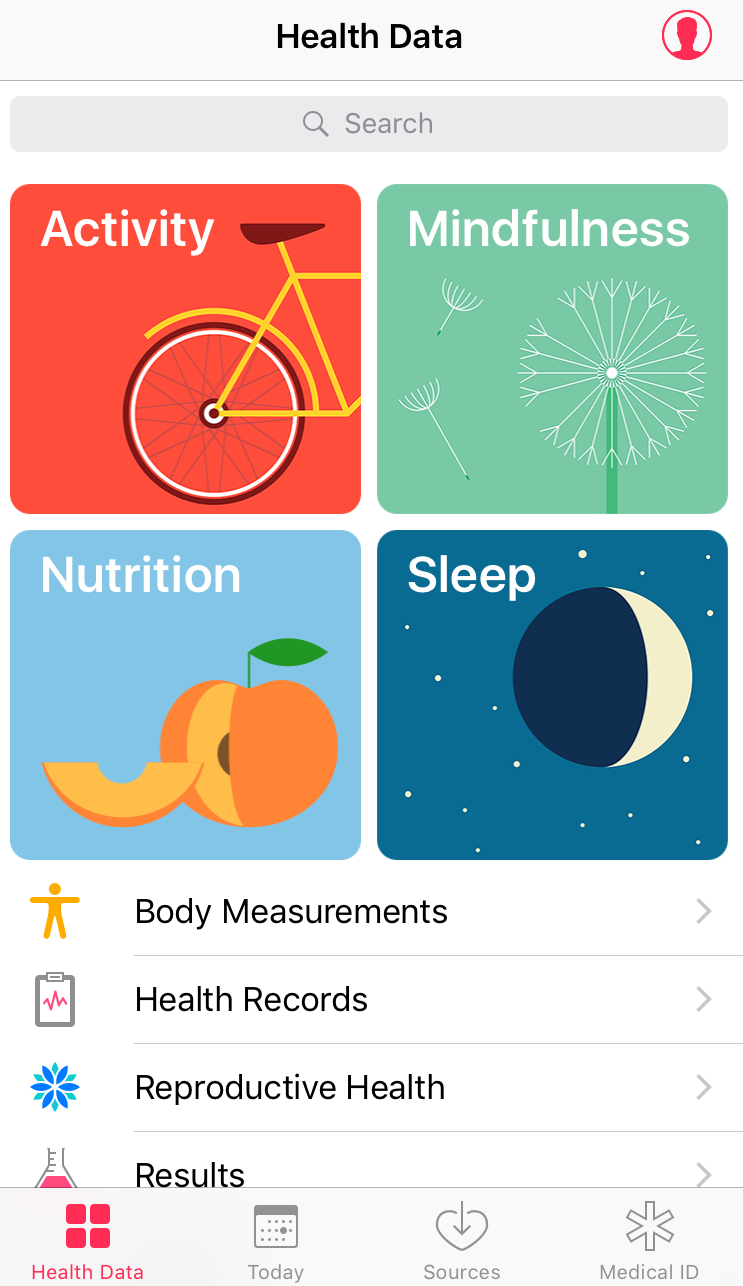 Health Data
Search
Activity
Mindfulness
Nutrition
Sleep
Body Measurements
Health Records
Reproductive Health
Results
Health Data
Today
Sources
Medical ID